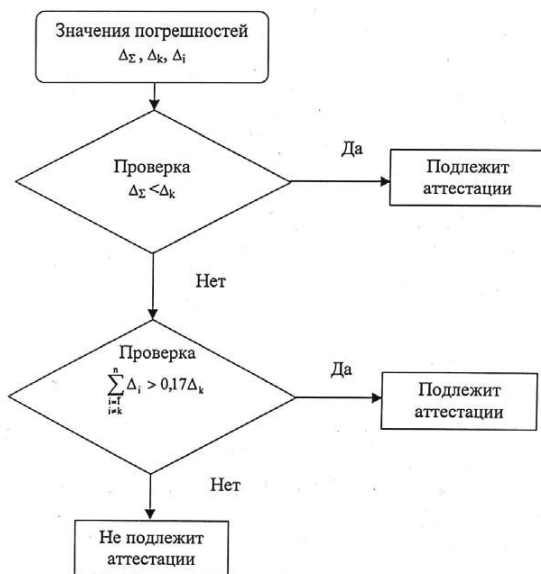 Значения погрешностей
Δ_Σ , Δ_k, Δ_i
Проверка
Δ_Σ <Δ_k
Да
Подлежит
аттестации
Нет
Проверка
n
∑ Δ_i > 0,17Δ_k
i=1
i≠k
Да
Подлежит
аттестации
Нет
Не подлежит
аттестации